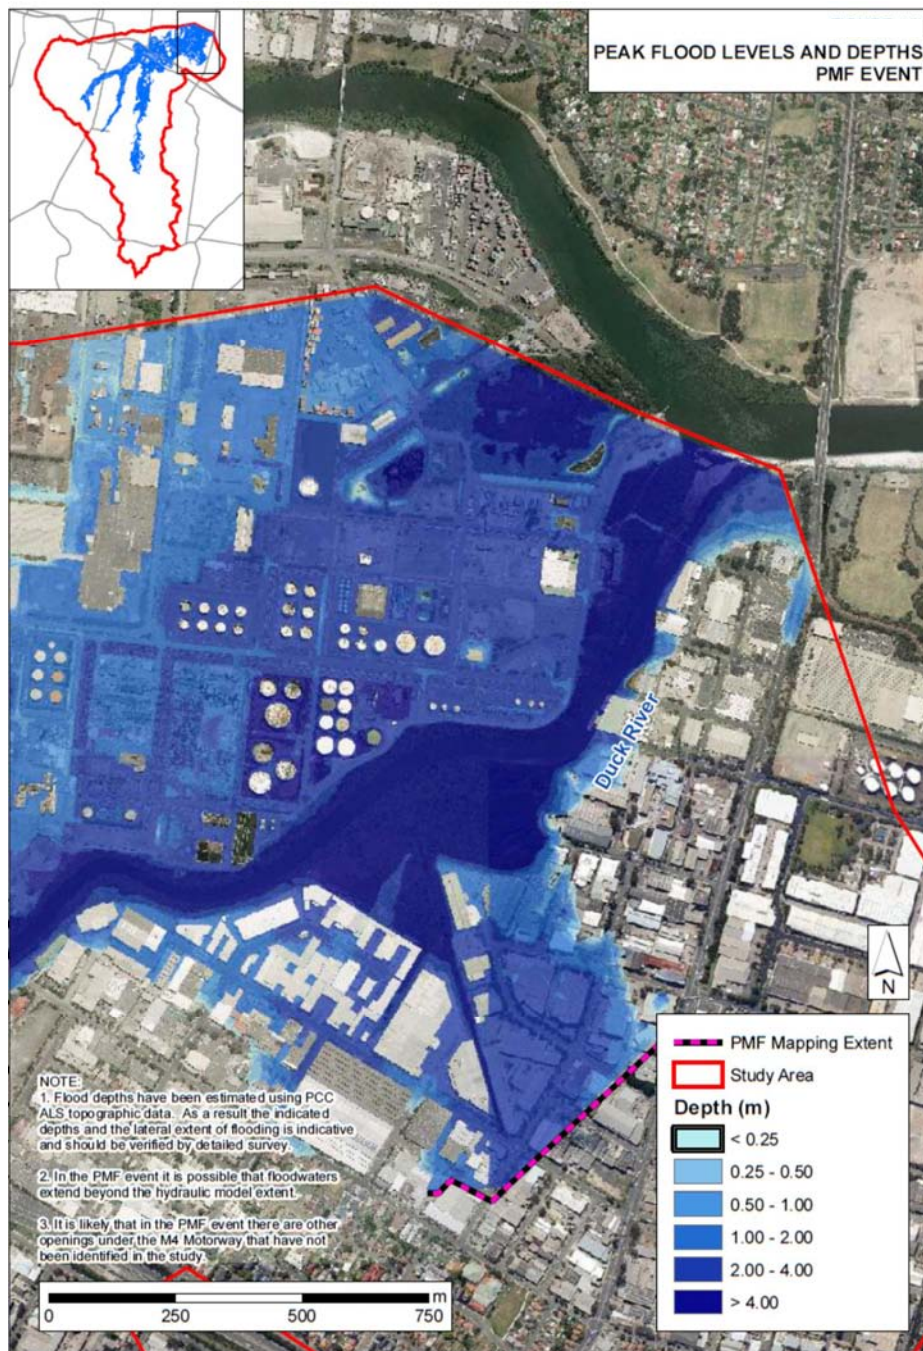 PEAK FLOOD LEVELS AND DEPTHS
PMF EVENT
Duck River
N
PMF Mapping Extent
Study Area
Depth (m)
< 0.25
0.25 - 0.50
0.50 - 1.00
1.00 - 2.00
2.00 - 4.00
> 4.00
NOTE:
1. Flood depths have been estimated using PCC
ALS topographic data. As a result the indicated
depths and the lateral extent of flooding is indicative
and should be verified by detailed survey.
2. In the PMF event it is possible that floodwaters
extend beyond the hydraulic model extent.
3. It is likely that in the PMF event there are other
openings under the M4 Motorway that have not
been identified in the study.
m
0 250 500 750